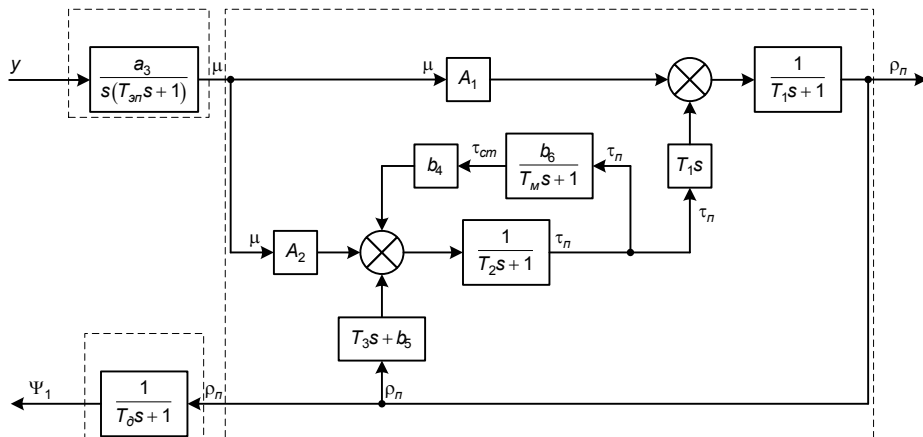 y
a₃
s(Tэпs+1)
μ
μ
A₁
1
T₁s+1
ρп
b₄
τст
b₆
Tмs+1
τп
T₁s
τп
μ
A₂
1
T₂s+1
τп
T₃s+b₅
Ψ₁
1
T∂s+1
ρп
ρп